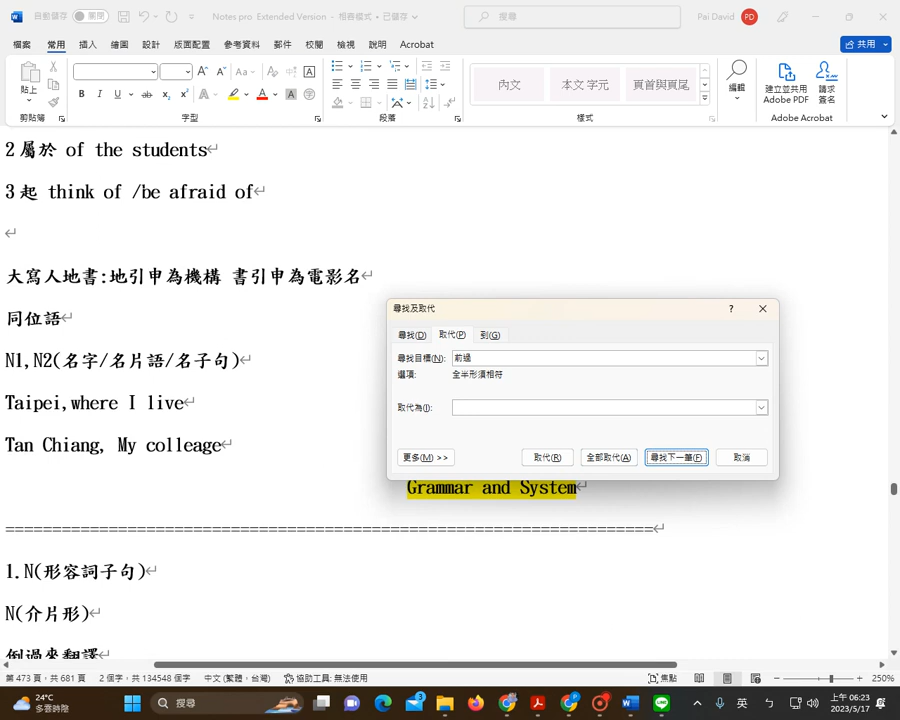 自動儲存 關閉 Notes pro Extended Version - 相容模式 • 已儲存 搜尋 Pai David PD
檔案 常用 插入 繪圖 設計 版面配置 參考資料 郵件 校閱 檢視 說明 Acrobat 共用
貼上 B I U ab x₂ x² A A A Aa A 內文 本文 字元 頁首與頁尾 編輯 建立並共用 Adobe PDF 請求簽名
剪貼簿 字型 段落 樣式 Adobe Acrobat
2屬於 of the students
3起 think of /be afraid of
大寫人地書:地引申為機構 書引申為電影名
同位語
N1,N2(名字/名片語/名子句)
Taipei,where I live
Tan Chiang, My colleage
尋找及取代 ?
尋找(D) 取代(P) 到(G)
尋找目標(N): 前過
選項: 全半形須相符
取代為(I):
更多(M) >> 取代(R) 全部取代(A) 尋找下一筆(F) 取消
Grammar and System
======================================================================
1.N(形容詞子句)
N(介片形)
倒過來翻譯
第 473 頁，共 681 頁 2 個字，共 134548 個字 中文 (繁體，台灣) 協助工具: 無法使用 焦點 250%
24°C
多雲時陰
搜尋 3 英 上午 06:23
2023/5/17